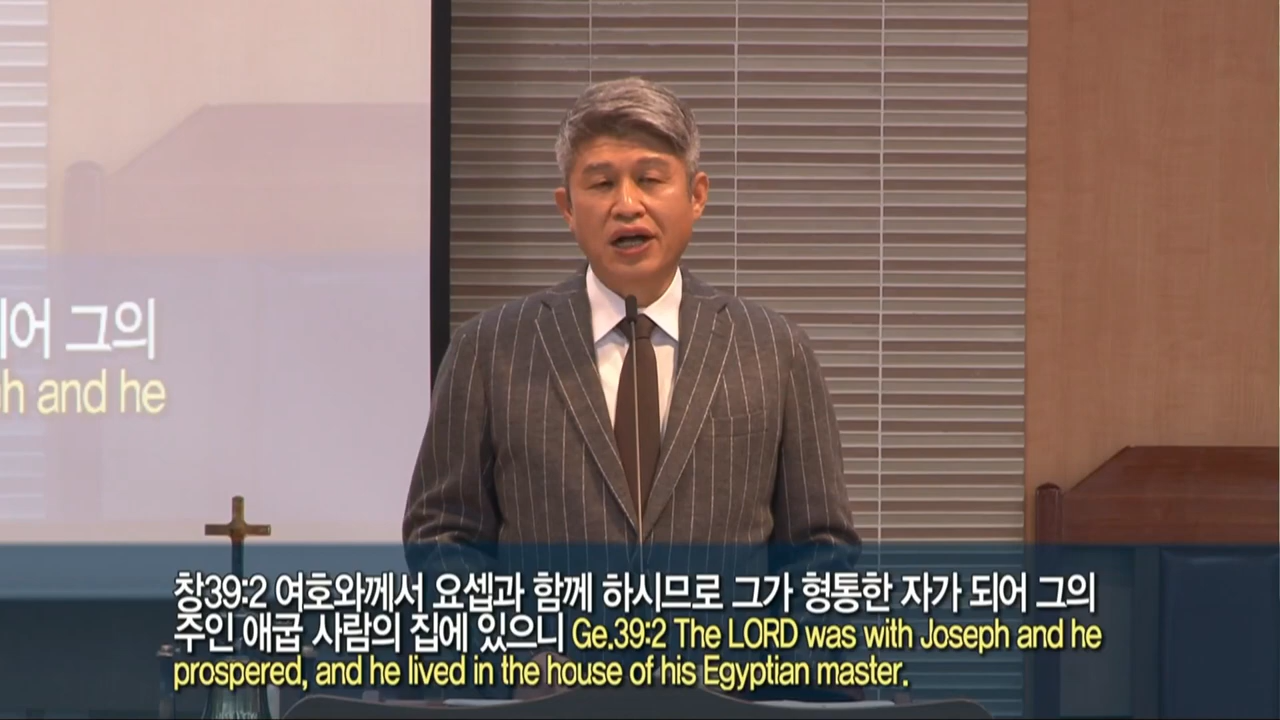 되어 그의
ph and he
창39:2 여호와께서 요셉과 함께 하시므로 그가 형통한 자가 되어 그의
주인 애굽 사람의 집에 있으니 Ge.39:2 The LORD was with Joseph and he
prospered, and he lived in the house of his Egyptian master.